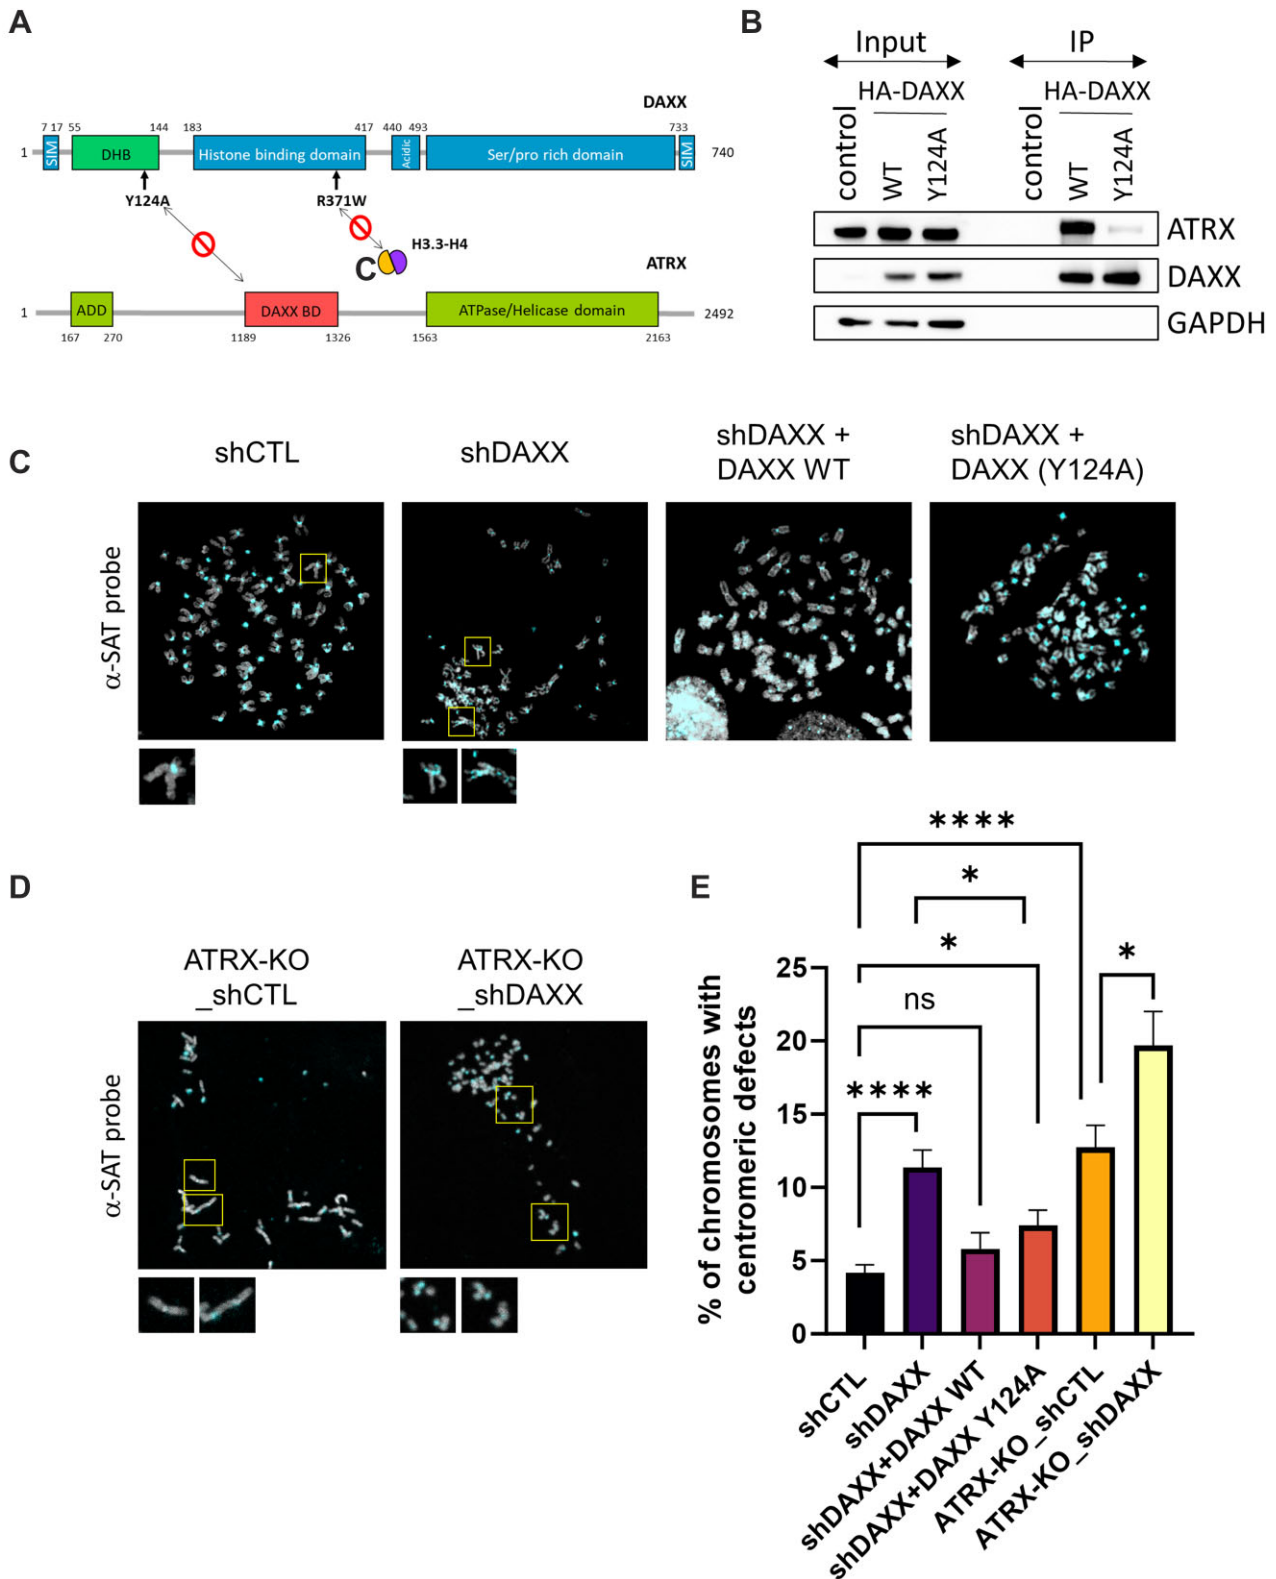 A
DAXX
7 17 55 144 183 417 440 493 733
1 SIM DHB Histone binding domain Acidic Ser/pro rich domain SIM 740
Y124A R371W
H3.3-H4
C
ATRX
1 ADD DAXX BD ATPase/Helicase domain 2492
167 270 1189 1326 1563 2163
B
Input IP
HA-DAXX HA-DAXX
control WT Y124A control WT Y124A
ATRX
DAXX
GAPDH
C
shCTL
shDAXX
shDAXX +
DAXX WT
shDAXX +
DAXX (Y124A)
α-SAT probe
D
ATRX-KO
_shCTL
ATRX-KO
_shDAXX
α-SAT probe
E
****
*
*
*
ns
****
% of chromosomes with
centromeric defects
25
20
15
10
5
0
shCTL
shDAXX
shDAXX+DAXX WT
shDAXX+DAXX Y124A
ATRX-KO_shCTL
ATRX-KO_shDAXX